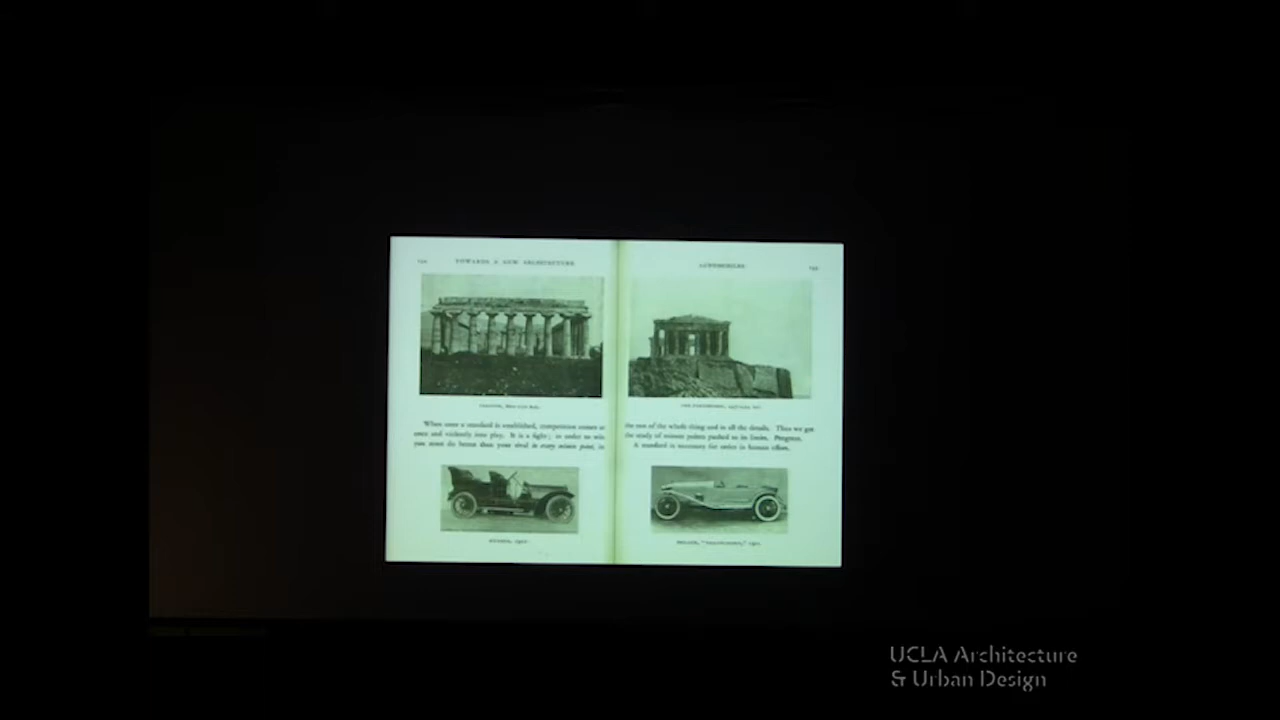 TOWARDS A NEW ARCHITECTURE
When once a standard is established, competition comes at
once and violently into play. It is a fight; in order to win
you must do better than your rival in every minute point, in
AUTOMOBILES
the run of the whole thing and in all the details. Thus we get
the study of minute points pushed to its limits. Progress.
A standard is necessary for order in human effort.
UCLA Architecture
& Urban Design